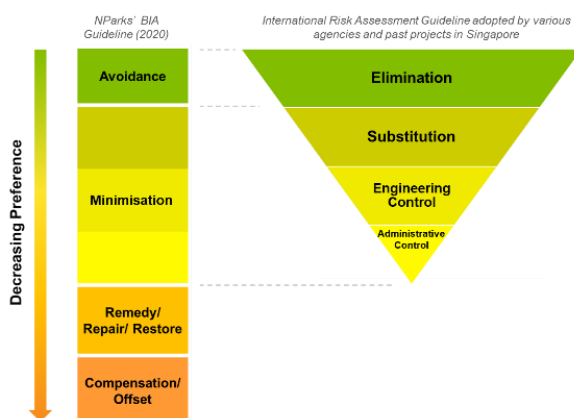 NParks' BIA
Guideline (2020)
International Risk Assessment Guideline adopted by various
agencies and past projects in Singapore
Decreasing Preference
Avoidance
Minimisation
Remedy/
Repair/ Restore
Compensation/
Offset
Elimination
Substitution
Engineering
Control
Administrative
Control